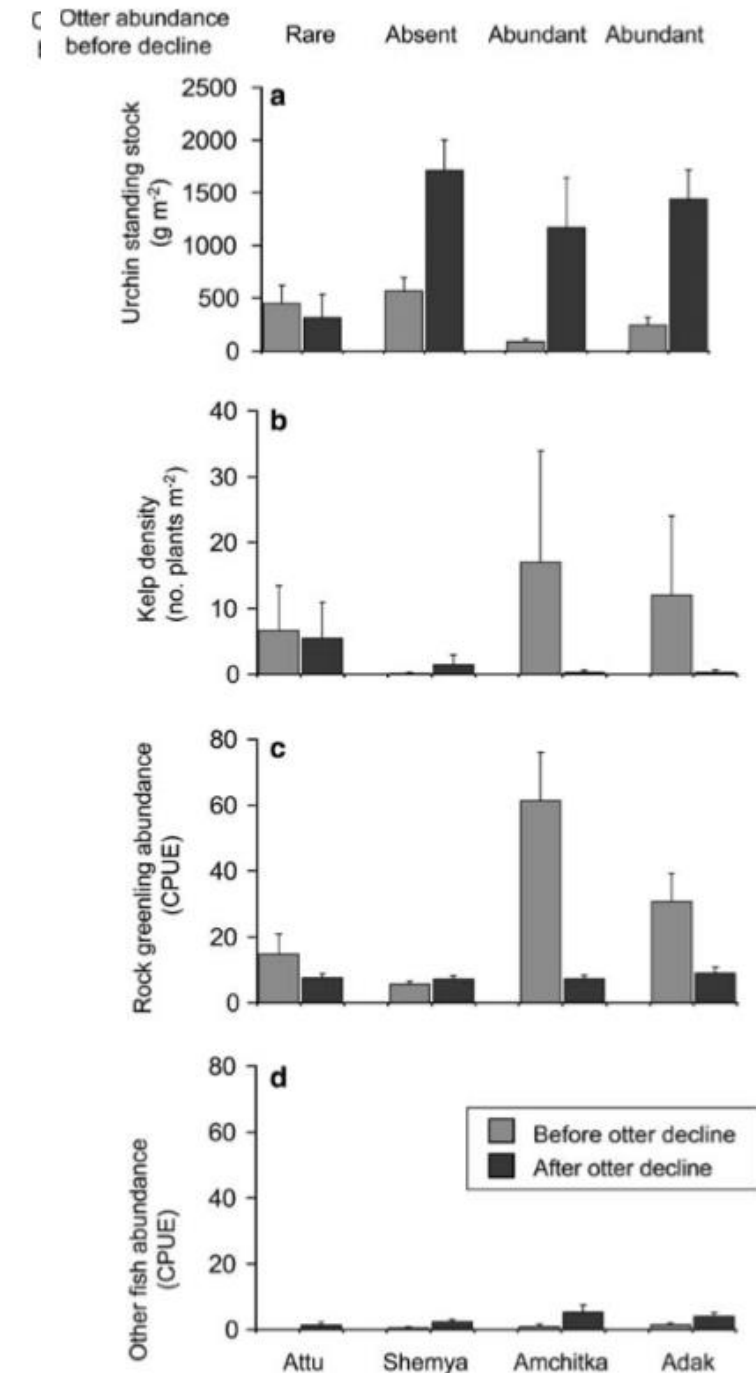 Otter abundance
before decline
Rare Absent Abundant Abundant
a
Urchin standing stock
(g m⁻²)
2500
2000
1500
1000
500
0
b
Kelp density
(no. plants m⁻²)
40
30
20
10
0
c
Rock greenling abundance
(CPUE)
80
60
40
20
0
d
Other fish abundance
(CPUE)
80
60
40
20
0
Before otter decline
After otter decline
Attu Shemya Amchitka Adak